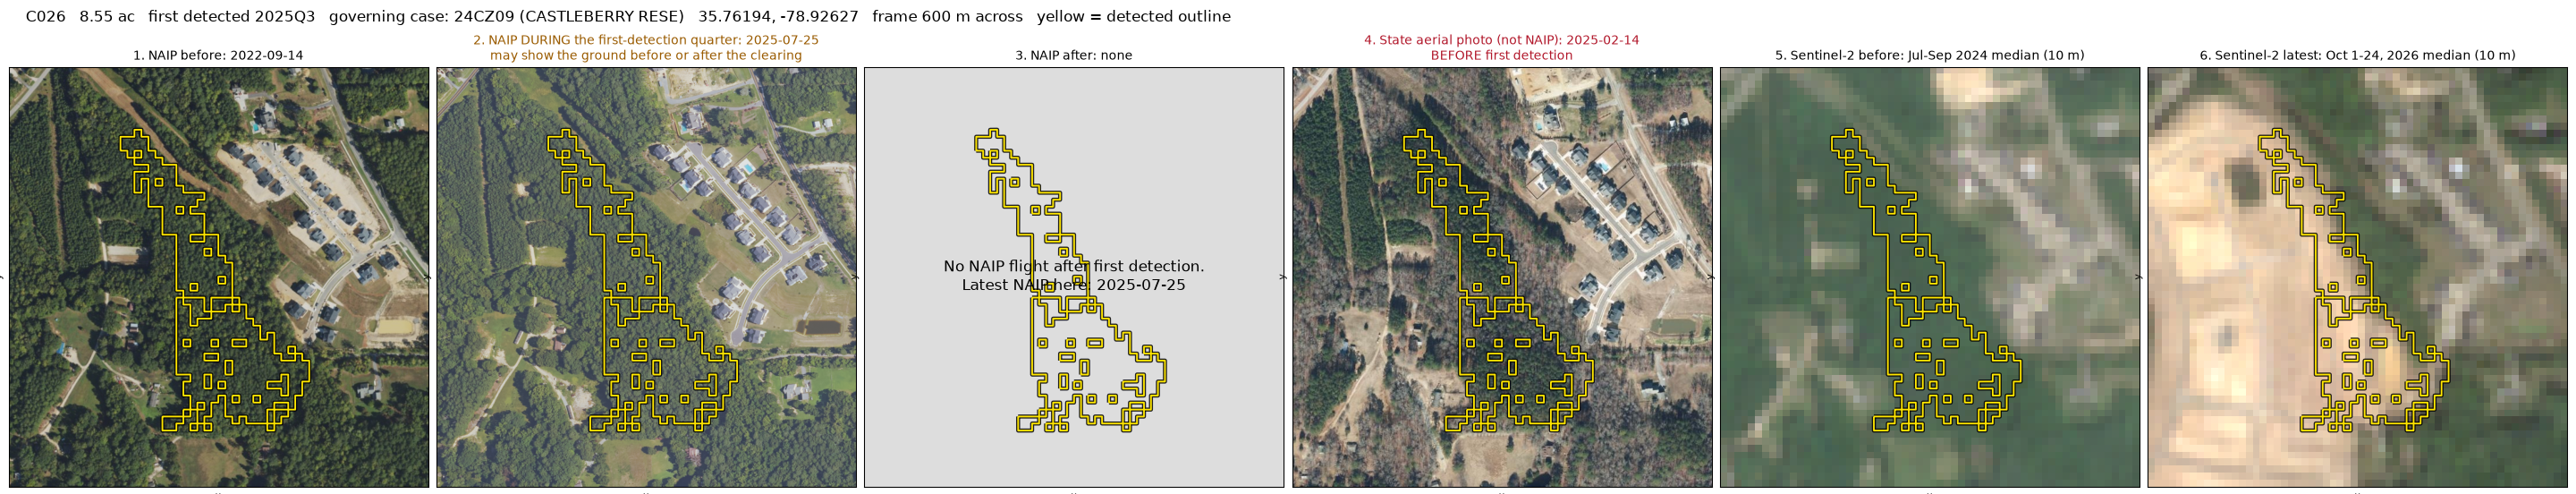 C026   8.55 ac   first detected 2025Q3   governing case: 24CZ09 (CASTLEBERRY RESE)   35.76194, -78.92627   frame 600 m across   yellow = detected outline
1. NAIP before: 2022-09-14
2. NAIP DURING the first-detection quarter: 2025-07-25
may show the ground before or after the clearing
3. NAIP after: none
4. State aerial photo (not NAIP): 2025-02-14
BEFORE first detection
5. Sentinel-2 before: Jul-Sep 2024 median (10 m)
6. Sentinel-2 latest: Oct 1-24, 2026 median (10 m)
No NAIP flight after first detection.
Latest NAIP here: 2025-07-25